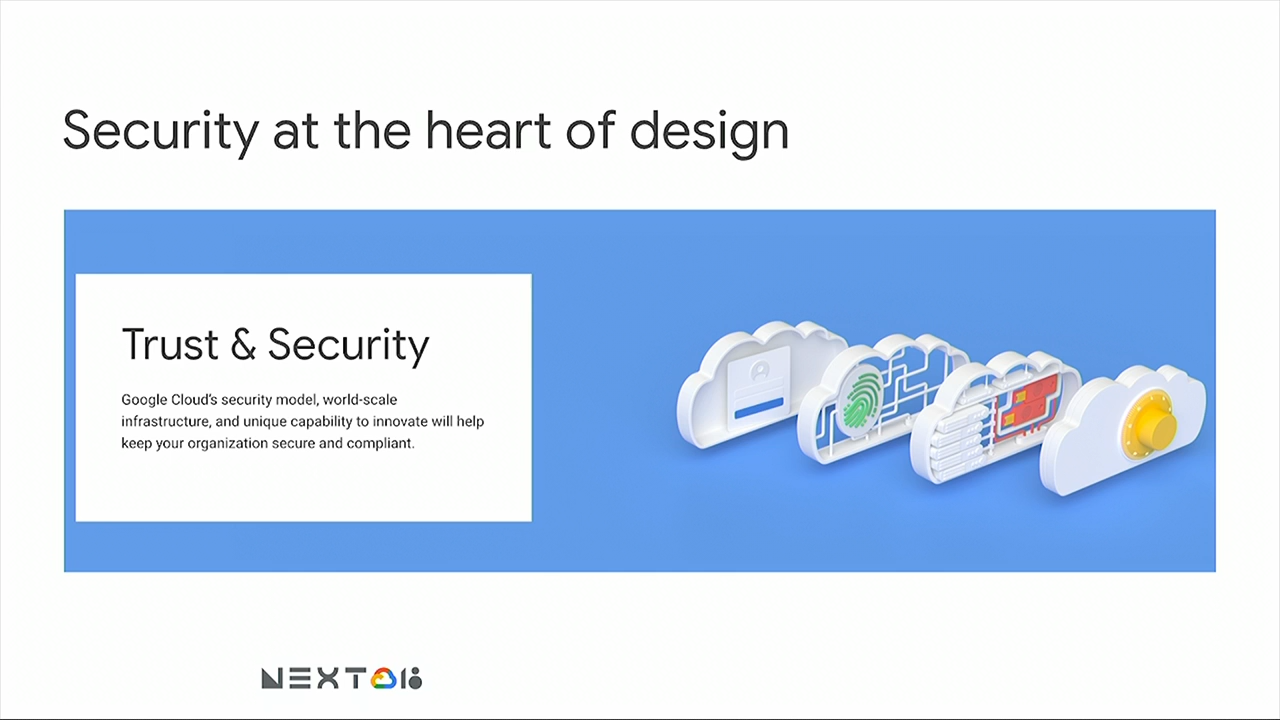 Security at the heart of design
Trust & Security
Google Cloud's security model, world-scale
infrastructure, and unique capability to innovate will help
keep your organization secure and compliant.
NEXT 18